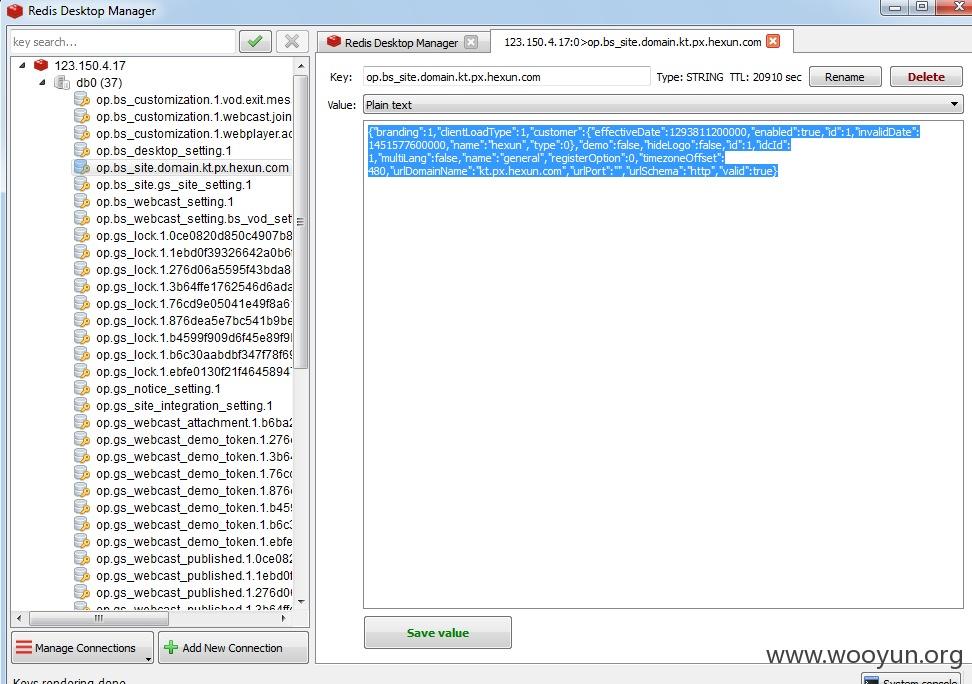 Redis Desktop Manager
key search...
123.150.4.17
db0 (37)
op.bs_customization.1.vod.exit.mes
op.bs_customization.1.webcast.join
op.bs_customization.1.webplayer.ac
op.bs_desktop_setting.1
op.bs_site.domain.kt.px.hexun.com
op.bs_site.gs_site_setting.1
op.bs_webcast_setting.1
op.bs_webcast_setting.bs_vod_set
op.gs_lock.1.0ce0820d850c4907b8
op.gs_lock.1.1ebd0f39326642a0b6
op.gs_lock.1.276d06a5595f43bda8
op.gs_lock.1.3b64ffe1762546d6ada
op.gs_lock.1.76cd9e05041e49f8a6
op.gs_lock.1.876dea5e7bc541b9be
op.gs_lock.1.b4599f909d6f45e89f9
op.gs_lock.1.b6c30aabdbf347f78f69
op.gs_lock.1.ebfe0130f21f4645894
op.gs_notice_setting.1
op.gs_site_integration_setting.1
op.gs_webcast_attachment.1.b6ba2
op.gs_webcast_demo_token.1.276
op.gs_webcast_demo_token.1.3b64
op.gs_webcast_demo_token.1.76cc
op.gs_webcast_demo_token.1.876
op.gs_webcast_demo_token.1.b45
op.gs_webcast_demo_token.1.b6c3
op.gs_webcast_demo_token.1.ebfe
op.gs_webcast_published.1.0ce082
op.gs_webcast_published.1.1ebd0f
op.gs_webcast_published.1.276d0
op.gs_webcast_published.1.3b64ff
Manage Connections
Add New Connection
Keys rendering done
Redis Desktop Manager
123.150.4.17:0>op.bs_site.domain.kt.px.hexun.com
Key: op.bs_site.domain.kt.px.hexun.com Type: STRING TTL: 20910 sec Rename Delete
Value: Plain text
{"branding":1,"clientLoadType":1,"customer":{"effectiveDate":1293811200000,"enabled":true,"id":1,"invalidDate":
1451577600000,"name":"hexun","type":0},"demo":false,"hideLogo":false,"id":1,"idcId":
1,"multiLang":false,"name":"general","registerOption":0,"timezoneOffset":
480,"urlDomainName":"kt.px.hexun.com","urlPort":"","urlSchema":"http","valid":true}
Save value
www.wooyun.org
System console